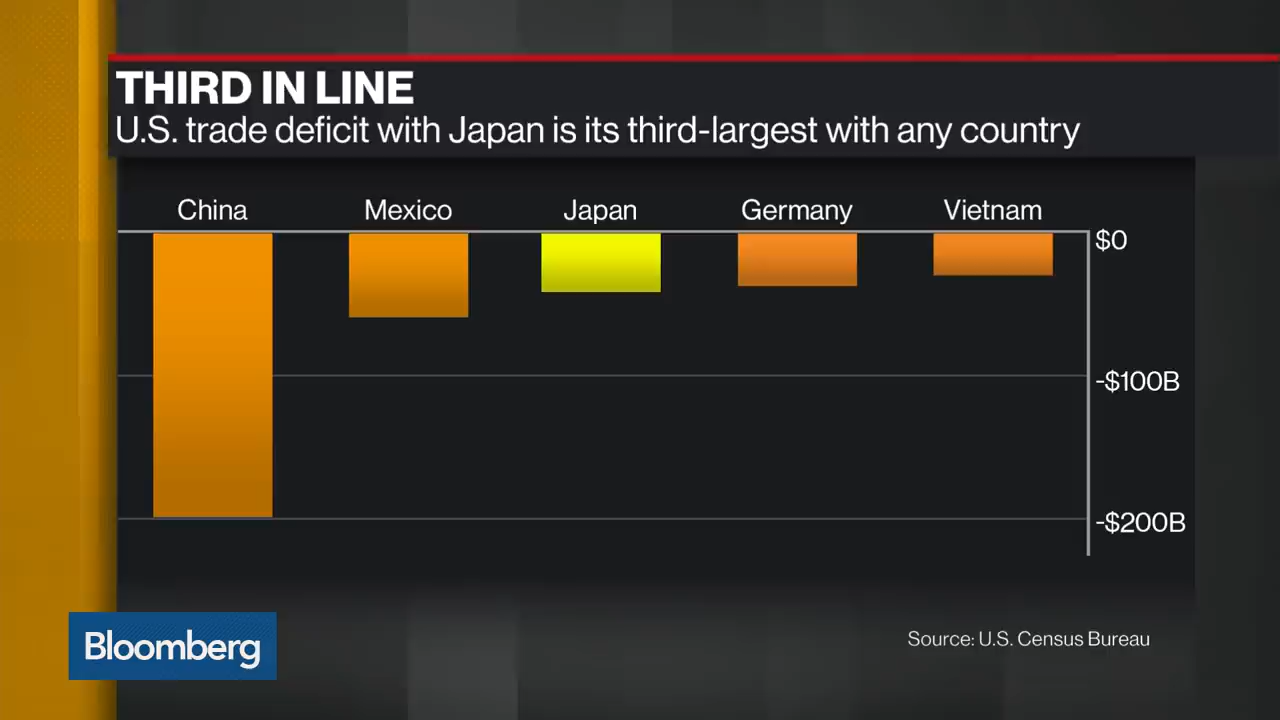 THIRD IN LINE
U.S. trade deficit with Japan is its third-largest with any country
China Mexico Japan Germany Vietnam
$0
-$100B
-$200B
Bloomberg
Source: U.S. Census Bureau